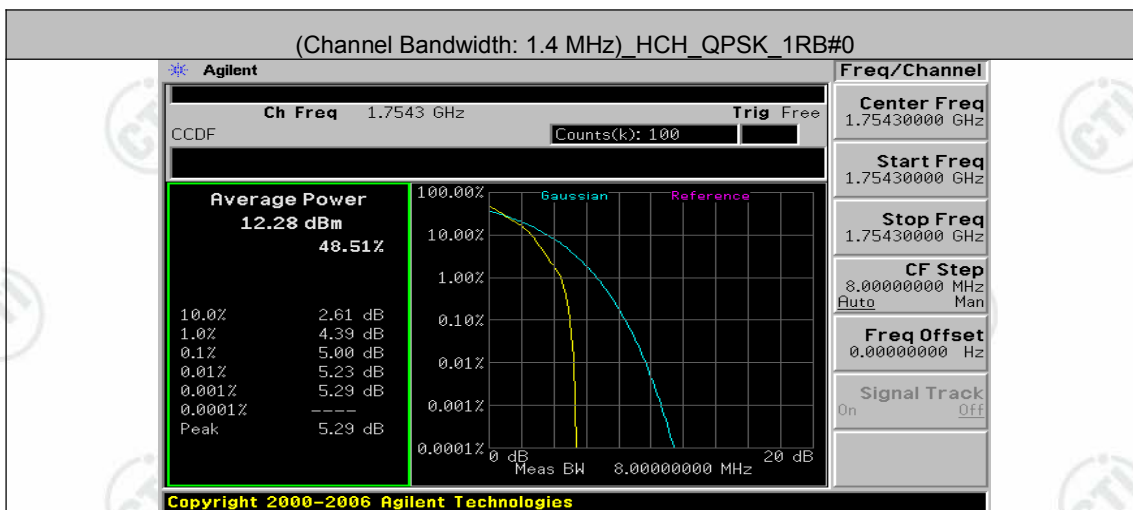 (Channel Bandwidth: 1.4 MHz)_HCH_QPSK_1RB#0
Agilent
Freq/Channel
Ch Freq 1.7543 GHz Trig Free
CCDF Counts(k): 100
Average Power
12.28 dBm
48.51%
10.0% 2.61 dB
1.0% 4.39 dB
0.1% 5.00 dB
0.01% 5.23 dB
0.001% 5.29 dB
0.0001% ----
Peak 5.29 dB
100.00%
Gaussian Reference
10.00%
1.00%
0.10%
0.01%
0.001%
0.0001%
0 dB 20 dB
Meas BW 8.00000000 MHz
Center Freq
1.75430000 GHz
Start Freq
1.75430000 GHz
Stop Freq
1.75430000 GHz
CF Step
8.00000000 MHz
Auto Man
Freq Offset
0.00000000 Hz
Signal Track
On Off
Copyright 2000-2006 Agilent Technologies
CTI
CTI